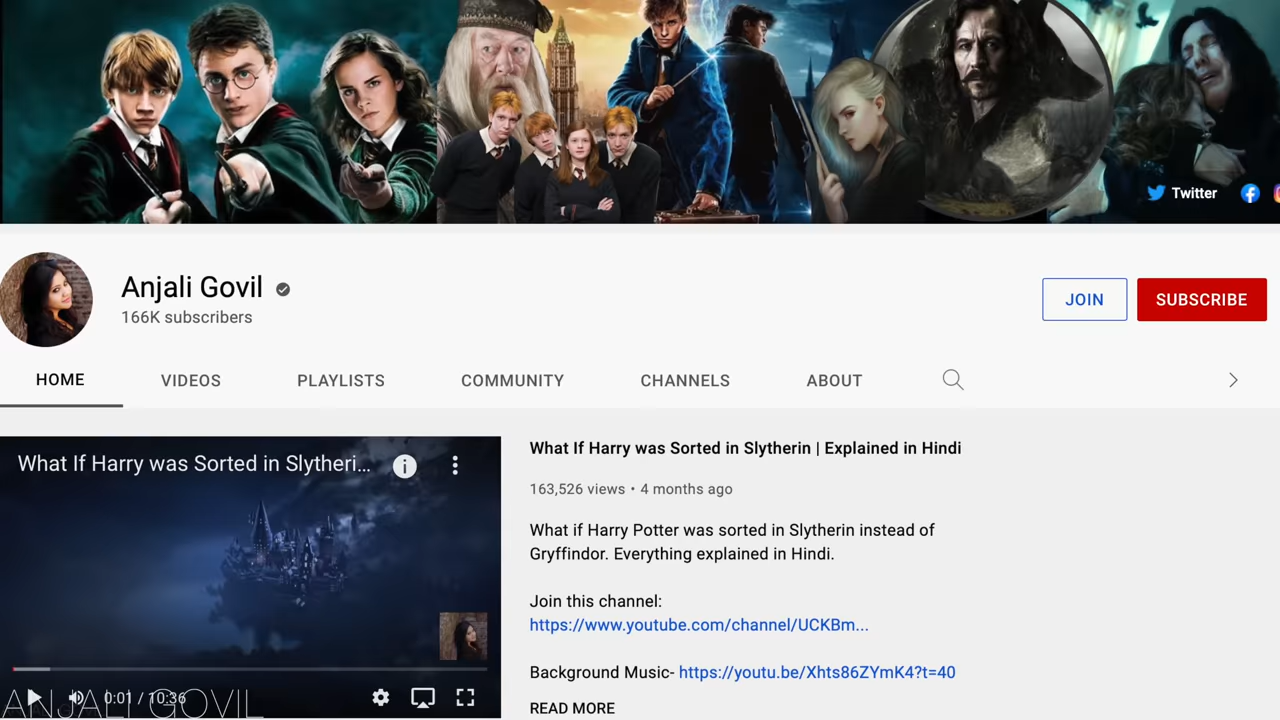 Twitter
Anjali Govil
166K subscribers
JOIN
SUBSCRIBE
HOME
VIDEOS
PLAYLISTS
COMMUNITY
CHANNELS
ABOUT
What If Harry was Sorted in Slytheri...
0:01 / 10:36
ANJALI GOVIL
What If Harry was Sorted in Slytherin | Explained in Hindi
163,526 views • 4 months ago
What if Harry Potter was sorted in Slytherin instead of
Gryffindor. Everything explained in Hindi.
Join this channel:
https://www.youtube.com/channel/UCKBm...
Background Music- https://youtu.be/Xhts86ZYmK4?t=40
READ MORE